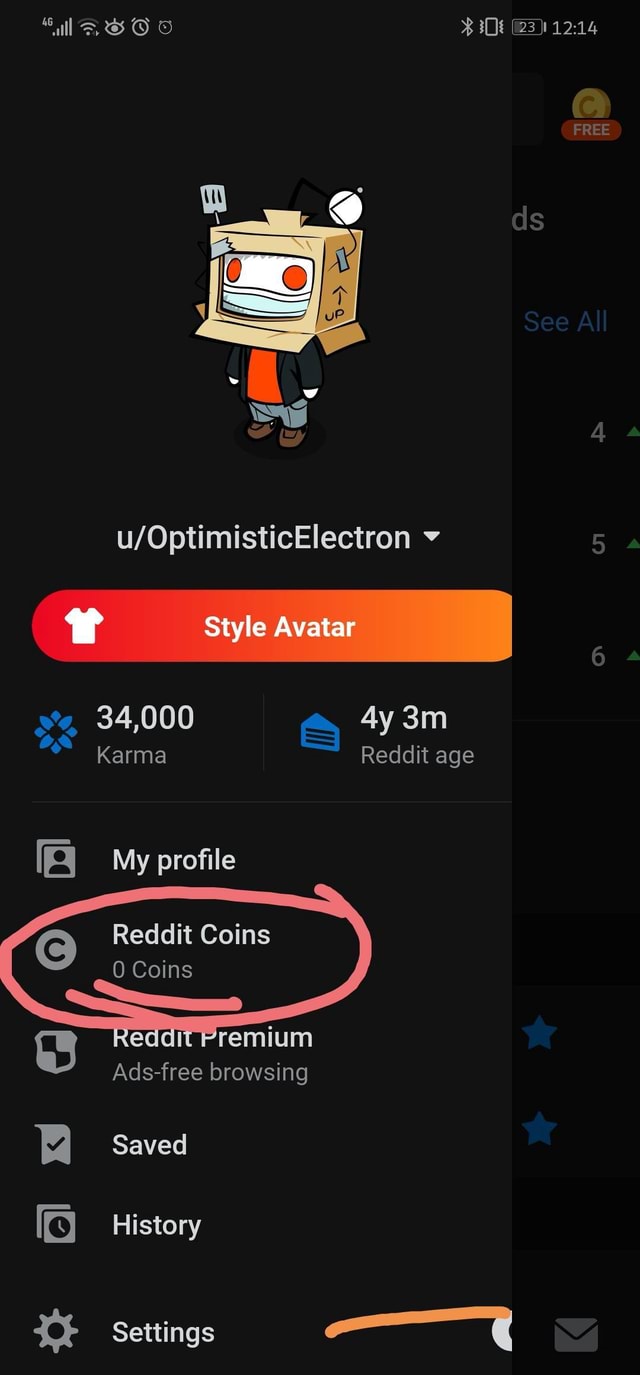 4G
23 12:14
C
FREE
ds
See All
↑
UP
4
u/OptimisticElectron
5
Style Avatar
6
34,000
Karma
4y 3m
Reddit age
My profile
C
Reddit Coins
0 Coins
Reddit Premium
Ads-free browsing
Saved
History
Settings